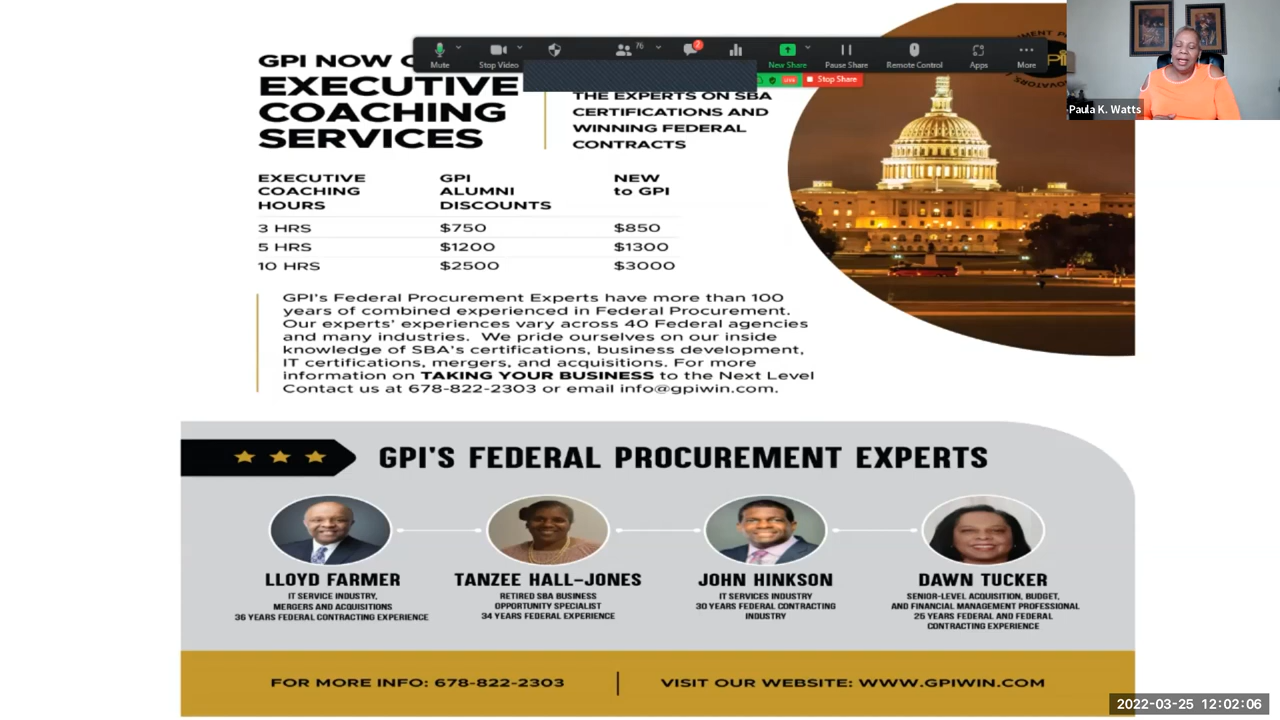 GPI NOW
EXECUTIVE
COACHING
SERVICES
THE EXPERTS ON SBA
CERTIFICATIONS AND
WINNING FEDERAL
CONTRACTS
Mute
Stop Video
76
2
New Share
Pause Share
Remote Control
Apps
More
LIVE
Stop Share
Paula K. Watts
EXECUTIVE COACHING HOURS GPI ALUMNI DISCOUNTS NEW to GPI
3 HRS $750 $850
5 HRS $1200 $1300
10 HRS $2500 $3000
GPI's Federal Procurement Experts have more than 100
years of combined experienced in Federal Procurement.
Our experts' experiences vary across 40 Federal agencies
and many industries. We pride ourselves on our inside
knowledge of SBA's certifications, business development,
IT certifications, mergers, and acquisitions. For more
information on TAKING YOUR BUSINESS to the Next Level
Contact us at 678-822-2303 or email info@gpiwin.com.
GPI'S FEDERAL PROCUREMENT EXPERTS
LLOYD FARMER
IT SERVICE INDUSTRY,
MERGERS AND ACQUISITIONS
36 YEARS FEDERAL CONTRACTING EXPERIENCE
TANZEE HALL-JONES
RETIRED SBA BUSINESS
OPPORTUNITY SPECIALIST
34 YEARS FEDERAL EXPERIENCE
JOHN HINKSON
IT SERVICES INDUSTRY
30 YEARS FEDERAL CONTRACTING
INDUSTRY
DAWN TUCKER
SENIOR-LEVEL ACQUISITION, BUDGET,
AND FINANCIAL MANAGEMENT PROFESSIONAL
25 YEARS FEDERAL AND FEDERAL
CONTRACTING EXPERIENCE
FOR MORE INFO: 678-822-2303
VISIT OUR WEBSITE: WWW.GPIWIN.COM
2022-03-25 12:02:06